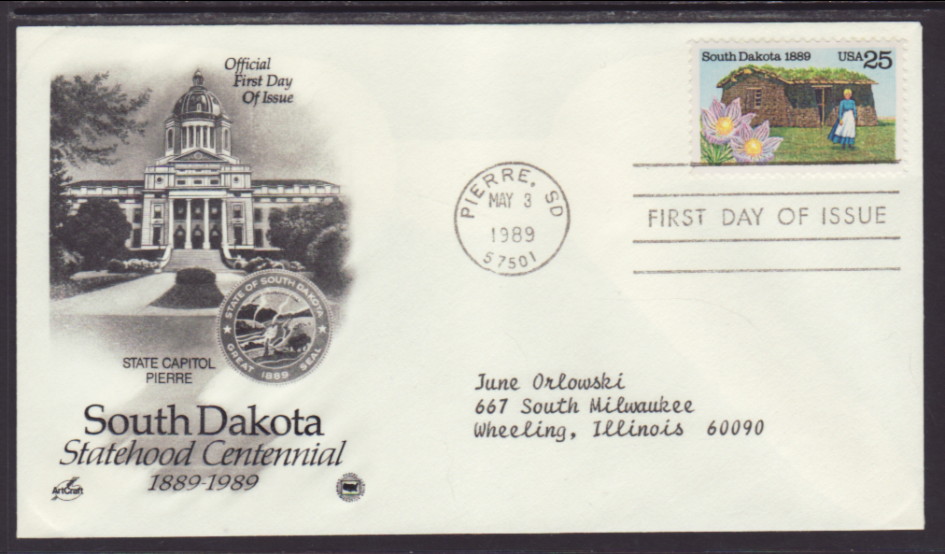 Official
First Day
Of Issue
South Dakota 1889 USA 25
PIERRE, SD
MAY 3
1989
57501
FIRST DAY OF ISSUE
STATE OF SOUTH DAKOTA
GREAT 1889 SEAL
STATE CAPITOL
PIERRE
South Dakota
Statehood Centennial
1889-1989
ArtCraft
June Orlowski
667 South Milwaukee
Wheeling, Illinois 60090